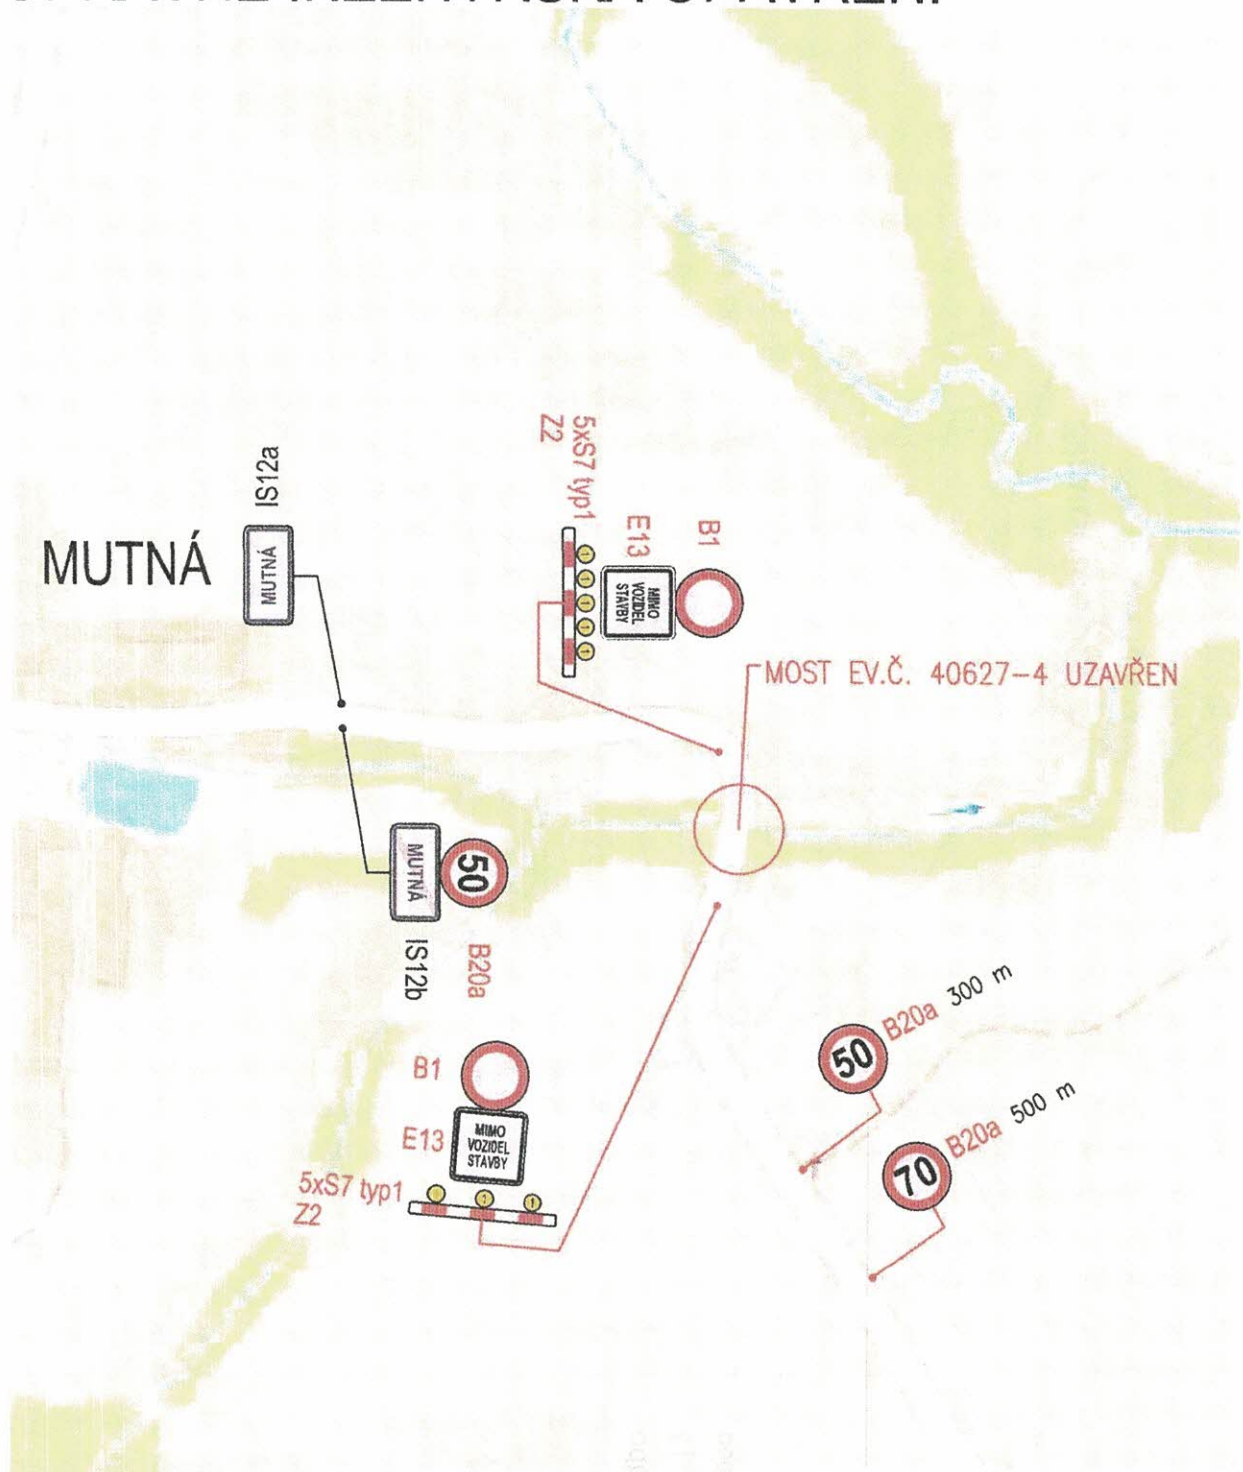 MUTNÁ
IS12a
MUTNÁ
5xS7 typ1
Z2
E13
MIMO
VOZIDEL
STAVBY
B1
MOST EV.Č. 40627-4 UZAVŘEN
MUTNÁ
50
IS12b
B20a
B1
E13
MIMO
VOZIDEL
STAVBY
5xS7 typ1
Z2
50
B20a 300 m
70
B20a 500 m